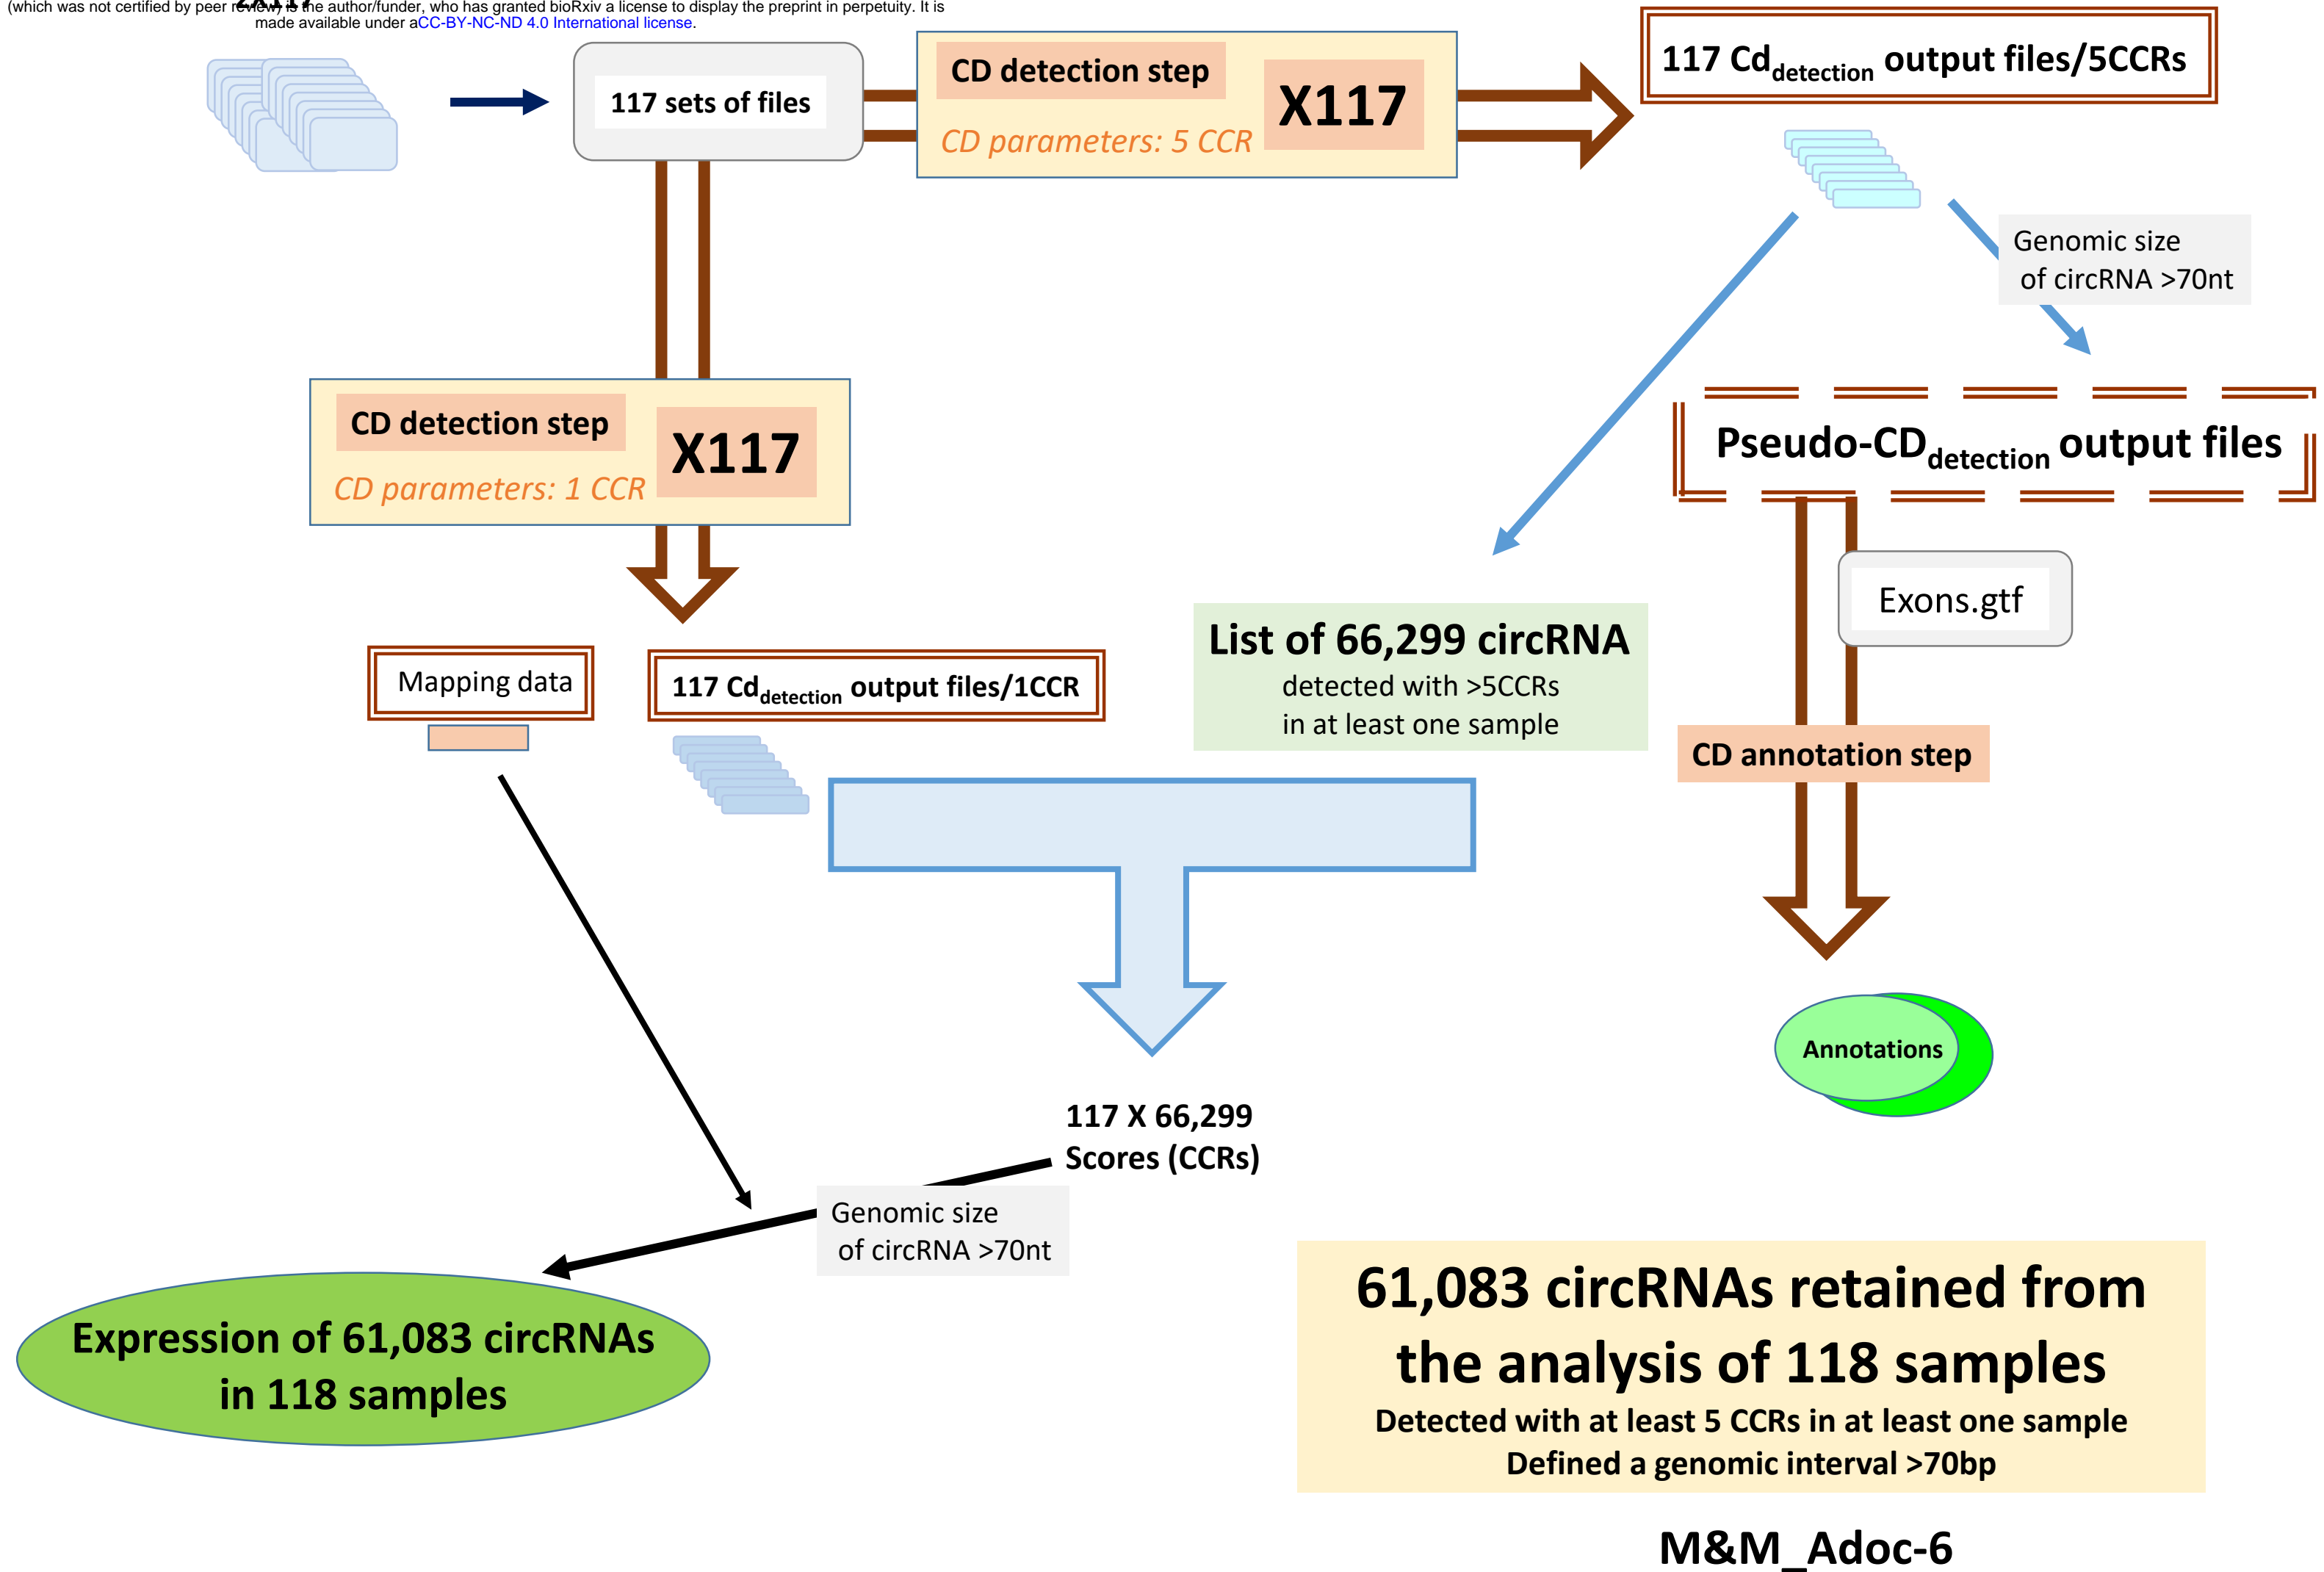 (which was not certified by peer review) is the author/funder, who has granted bioRxiv a license to display the preprint in perpetuity. It is
made available under aCC-BY-NC-ND 4.0 International license.
2X117
117 sets of files
CD detection step
X117
CD parameters: 5 CCR
117 Cddetection output files/5CCRs
Genomic size
of circRNA >70nt
CD detection step
X117
CD parameters: 1 CCR
Pseudo-CDdetection output files
Exons.gtf
List of 66,299 circRNA
detected with >5CCRs
in at least one sample
Mapping data
117 Cddetection output files/1CCR
CD annotation step
Annotations
117 X 66,299
Scores (CCRs)
Genomic size
of circRNA >70nt
Expression of 61,083 circRNAs
in 118 samples
61,083 circRNAs retained from
the analysis of 118 samples
Detected with at least 5 CCRs in at least one sample
Defined a genomic interval >70bp
M&M_Adoc-6